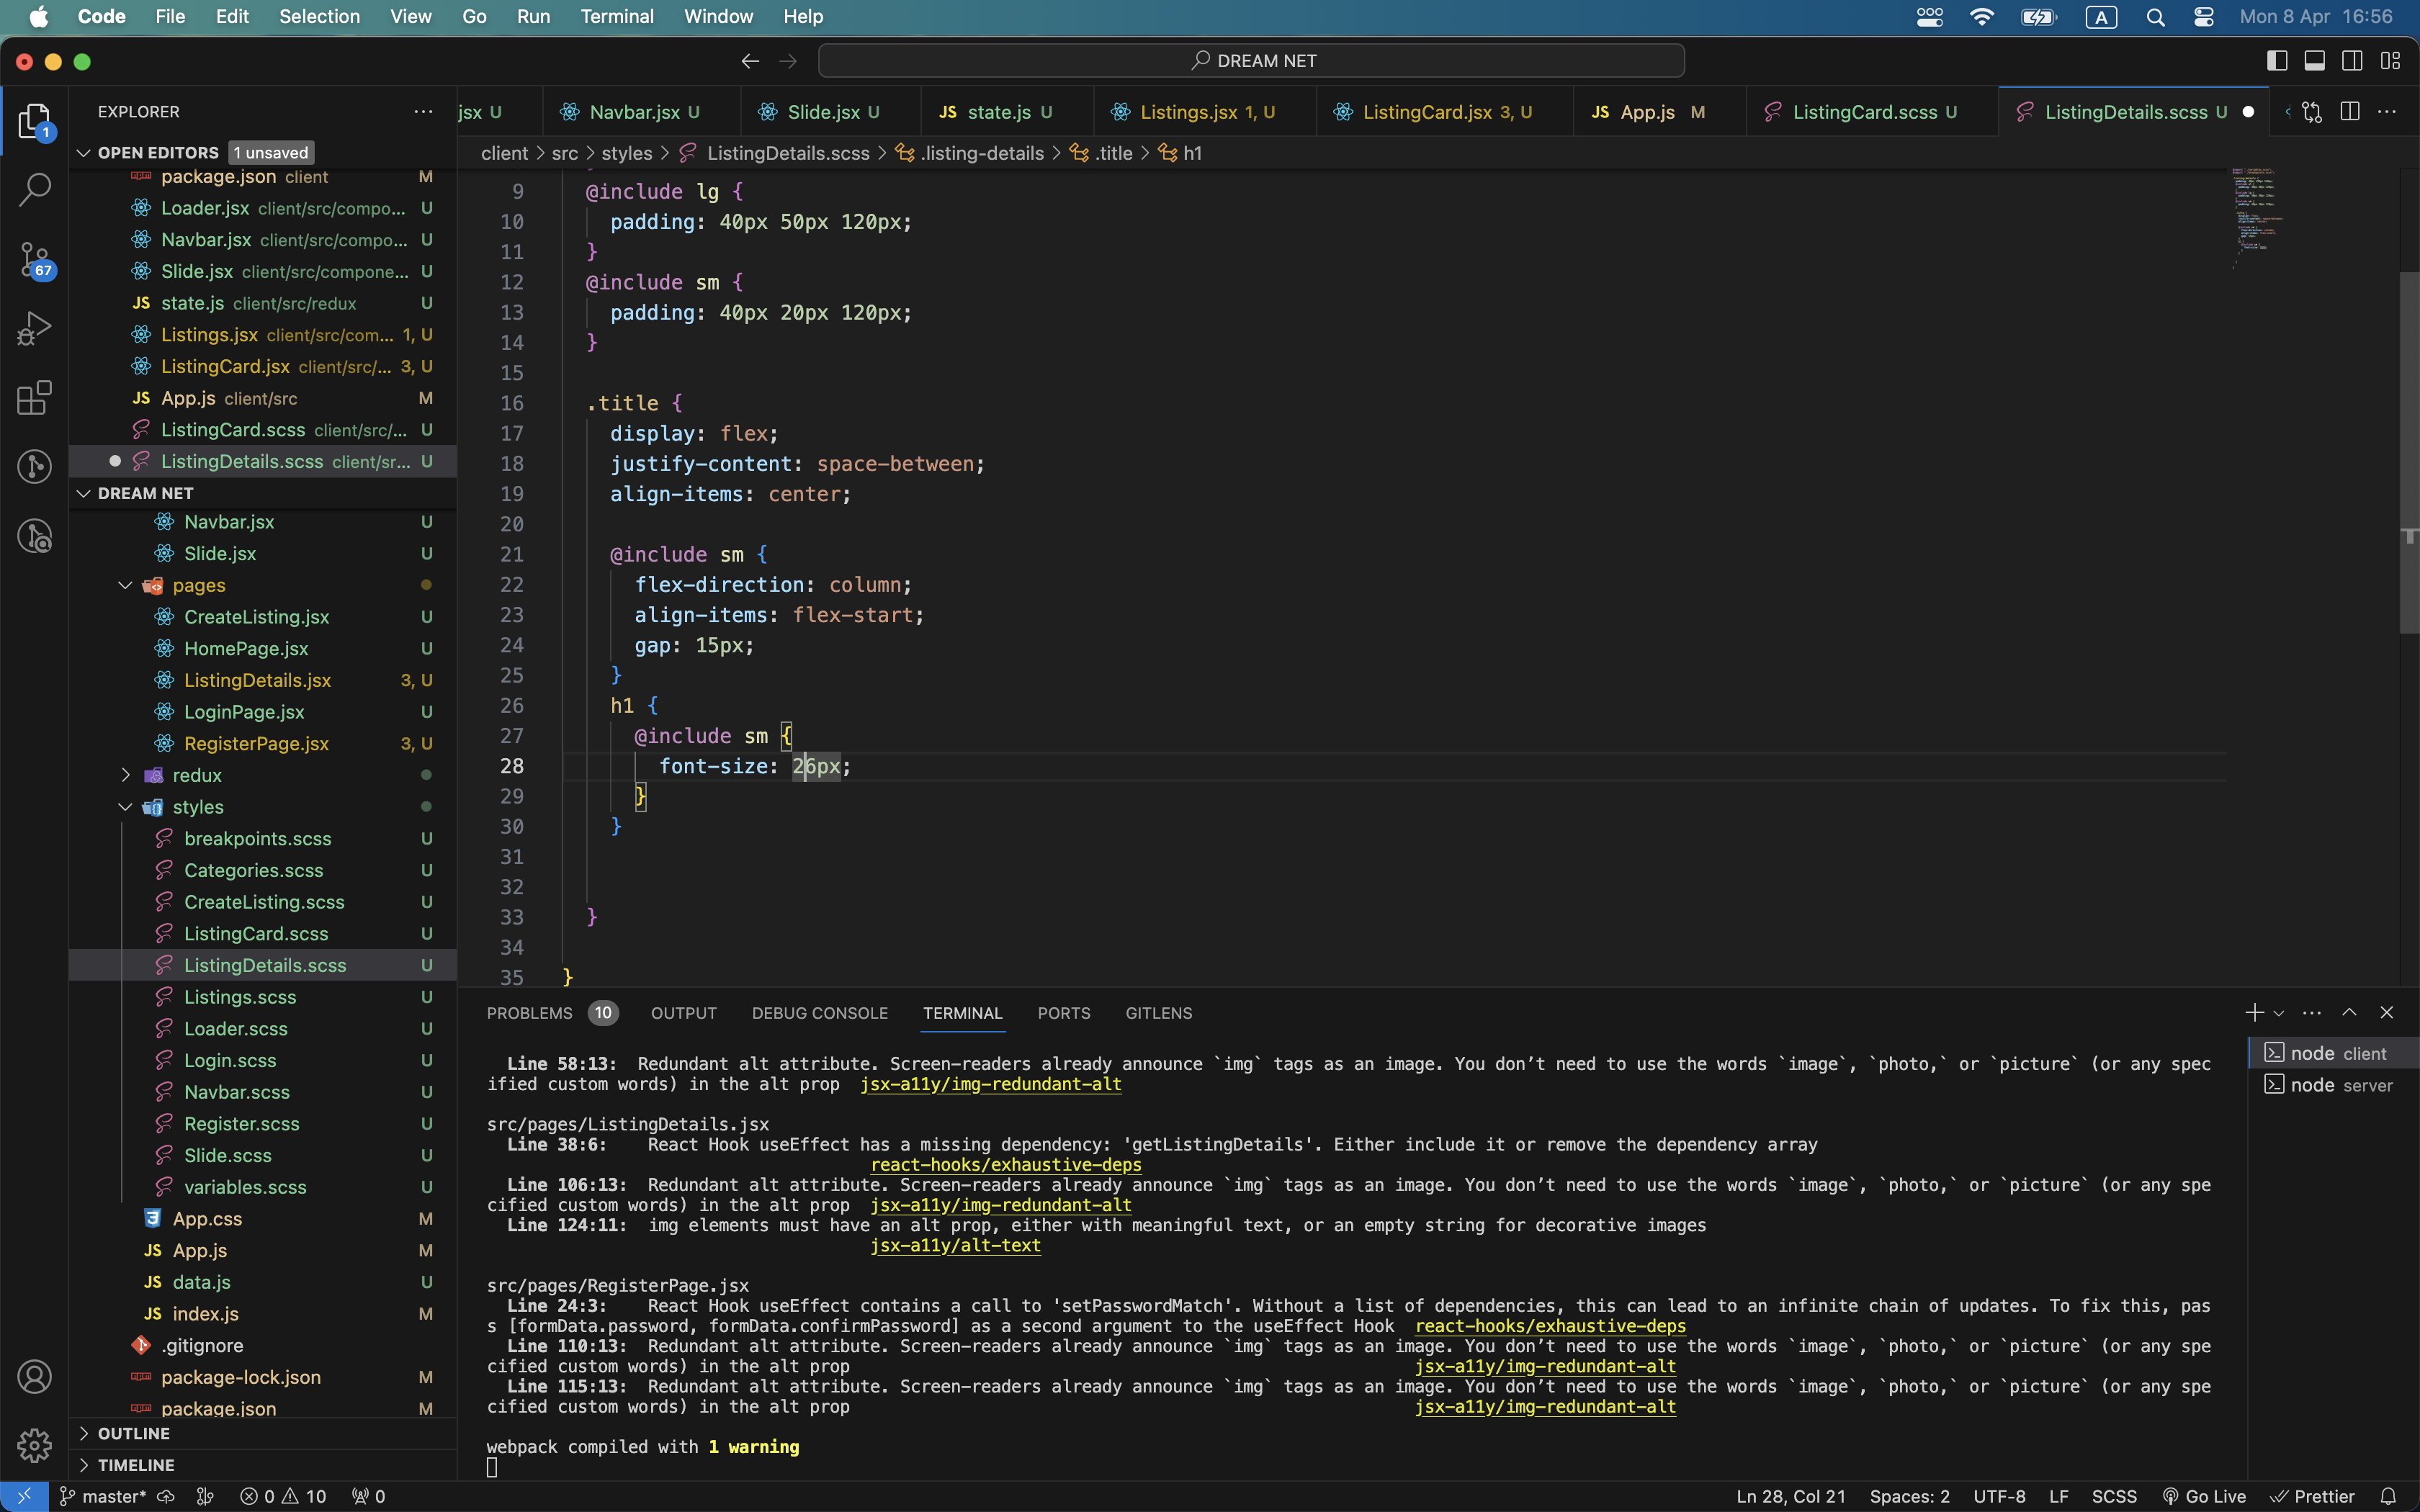 Code File Edit Selection View Go Run Terminal Window Help
A Mon 8 Apr 16:56
DREAM NET
EXPLORER
jsx U Navbar.jsx U Slide.jsx U JS state.js U Listings.jsx 1, U ListingCard.jsx 3, U JS App.js M ListingCard.scss U ListingDetails.scss U
client > src > styles > ListingDetails.scss > .listing-details > .title > h1
OPEN EDITORS 1 unsaved
package.json client M
Loader.jsx client/src/compo... U
Navbar.jsx client/src/compo... U
Slide.jsx client/src/compone... U
JS state.js client/src/redux U
Listings.jsx client/src/com... 1, U
ListingCard.jsx client/src/... 3, U
JS App.js client/src M
ListingCard.scss client/src/... U
ListingDetails.scss client/sr... U
DREAM NET
Navbar.jsx U
Slide.jsx U
pages
CreateListing.jsx U
HomePage.jsx U
ListingDetails.jsx 3, U
LoginPage.jsx U
RegisterPage.jsx 3, U
redux
styles
breakpoints.scss U
Categories.scss U
CreateListing.scss U
ListingCard.scss U
ListingDetails.scss U
Listings.scss U
Loader.scss U
Login.scss U
Navbar.scss U
Register.scss U
Slide.scss U
variables.scss U
App.css M
JS App.js M
JS data.js U
JS index.js M
.gitignore
package-lock.json M
package.json M
OUTLINE
TIMELINE
1
67
9 @include lg {
10 padding: 40px 50px 120px;
11 }
12 @include sm {
13 padding: 40px 20px 120px;
14 }
15
16 .title {
17 display: flex;
18 justify-content: space-between;
19 align-items: center;
20
21 @include sm {
22 flex-direction: column;
23 align-items: flex-start;
24 gap: 15px;
25 }
26 h1 {
27 @include sm {
28 font-size: 26px;
29 }
30 }
31
32
33 }
34
35 }
PROBLEMS 10 OUTPUT DEBUG CONSOLE TERMINAL PORTS GITLENS
node client
node server
Line 58:13: Redundant alt attribute. Screen-readers already announce `img` tags as an image. You don’t need to use the words `image`, `photo,` or `picture` (or any spec
ified custom words) in the alt prop jsx-a11y/img-redundant-alt
src/pages/ListingDetails.jsx
Line 38:6: React Hook useEffect has a missing dependency: 'getListingDetails'. Either include it or remove the dependency array
react-hooks/exhaustive-deps
Line 106:13: Redundant alt attribute. Screen-readers already announce `img` tags as an image. You don’t need to use the words `image`, `photo,` or `picture` (or any spe
cified custom words) in the alt prop jsx-a11y/img-redundant-alt
Line 124:11: img elements must have an alt prop, either with meaningful text, or an empty string for decorative images
jsx-a11y/alt-text
src/pages/RegisterPage.jsx
Line 24:3: React Hook useEffect contains a call to 'setPasswordMatch'. Without a list of dependencies, this can lead to an infinite chain of updates. To fix this, pas
s [formData.password, formData.confirmPassword] as a second argument to the useEffect Hook react-hooks/exhaustive-deps
Line 110:13: Redundant alt attribute. Screen-readers already announce `img` tags as an image. You don’t need to use the words `image`, `photo,` or `picture` (or any spe
cified custom words) in the alt prop jsx-a11y/img-redundant-alt
Line 115:13: Redundant alt attribute. Screen-readers already announce `img` tags as an image. You don’t need to use the words `image`, `photo,` or `picture` (or any spe
cified custom words) in the alt prop jsx-a11y/img-redundant-alt
webpack compiled with 1 warning
master* 0 10 0 Ln 28, Col 21 Spaces: 2 UTF-8 LF SCSS Go Live Prettier